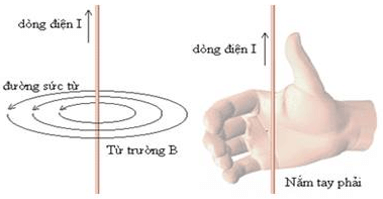 dòng điện I
đường sức từ
Từ trường B
dòng điện I
Nắm tay phải